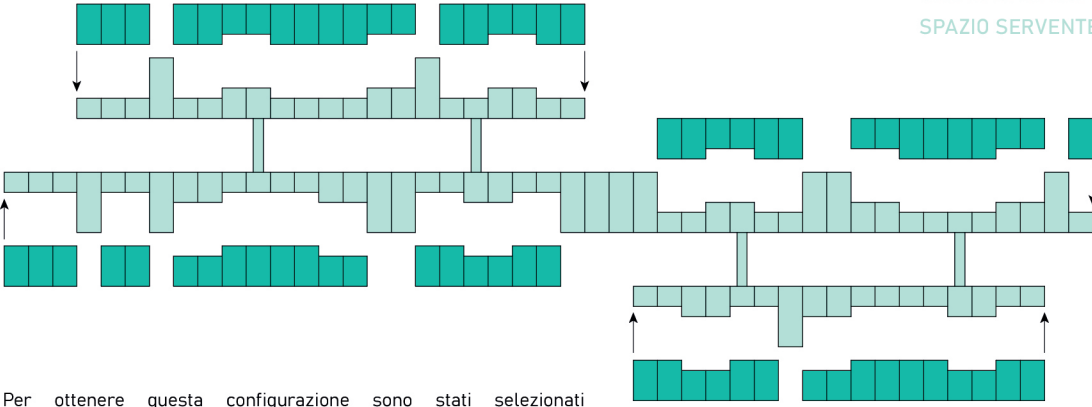 SPAZIO SERVENTE
Per ottenere questa configurazione sono stati selezionati